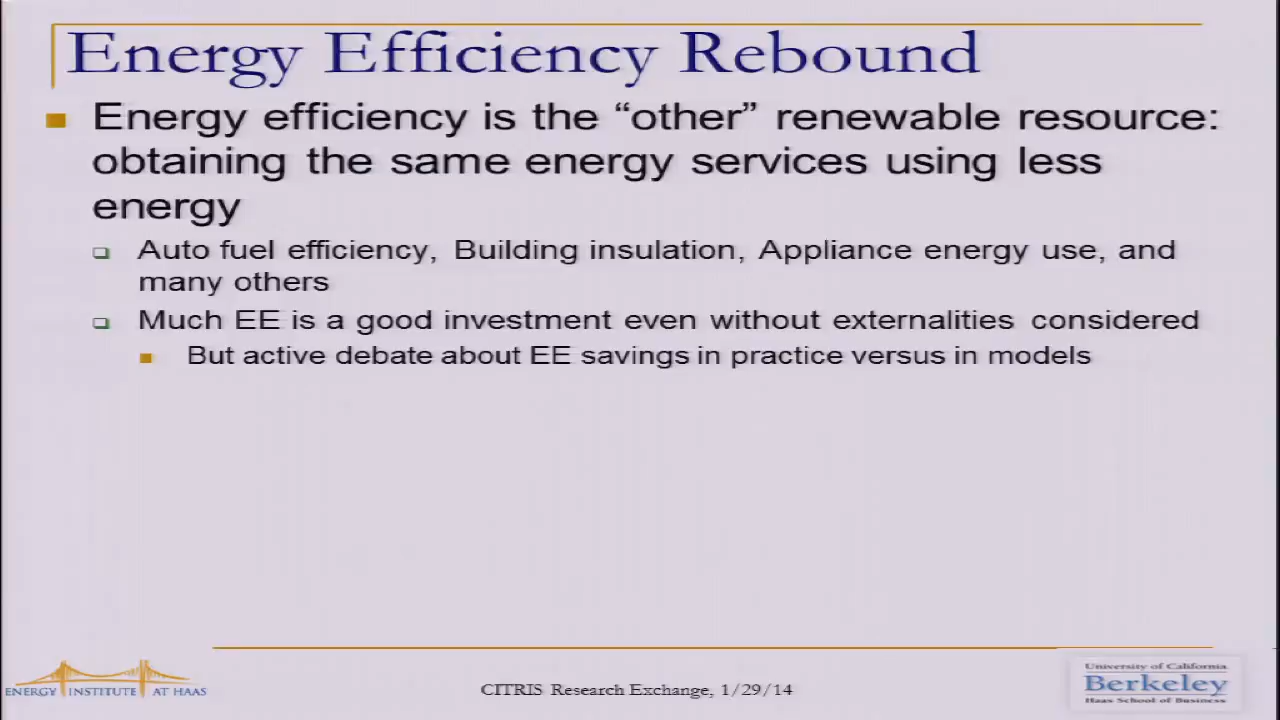 Energy Efficiency Rebound
Energy efficiency is the “other” renewable resource:
obtaining the same energy services using less
energy
Auto fuel efficiency, Building insulation, Appliance energy use, and
many others
Much EE is a good investment even without externalities considered
But active debate about EE savings in practice versus in models
ENERGY INSTITUTE AT HAAS
CITRIS Research Exchange, 1/29/14
University of California
Berkeley
Haas School of Business